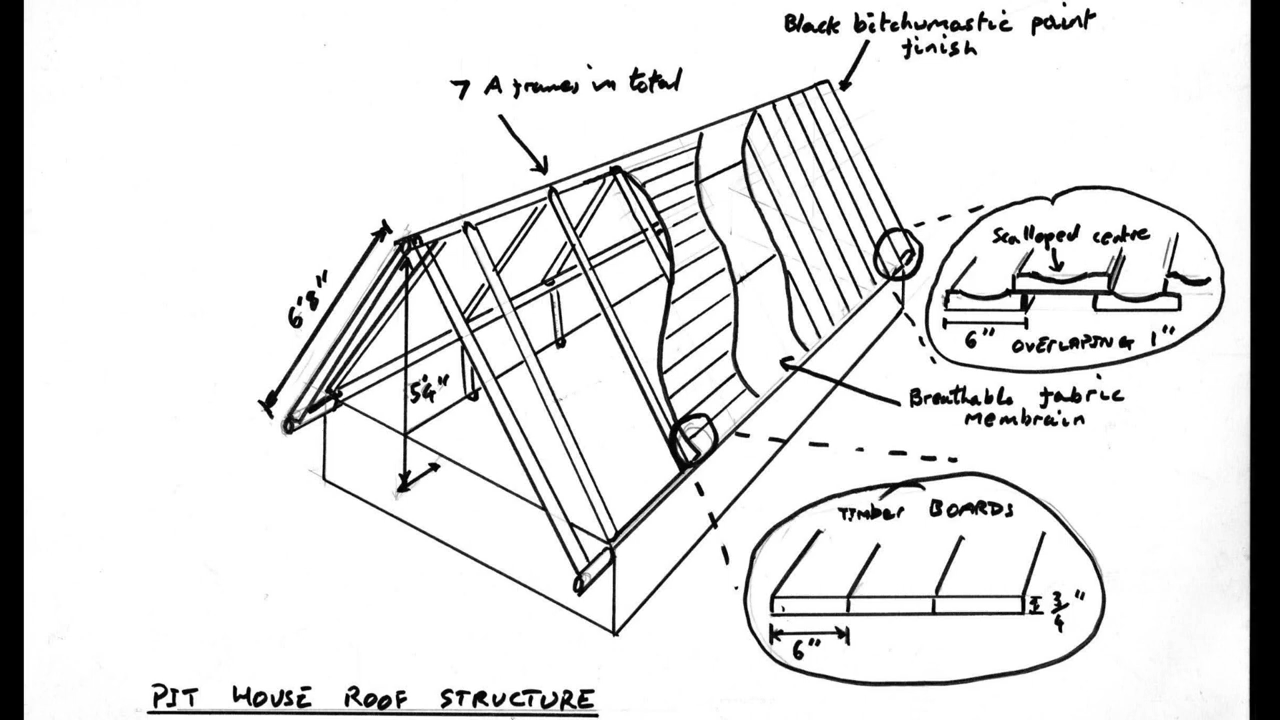 Black bitchumastic paint
finish
7 A frames in total
6'8"
5'4"
Scalloped centre
6"
OVERLAPING 1"
Breathable fabric
membrain
TIMBER BOARDS
3/4"
6"
PIT HOUSE ROOF STRUCTURE